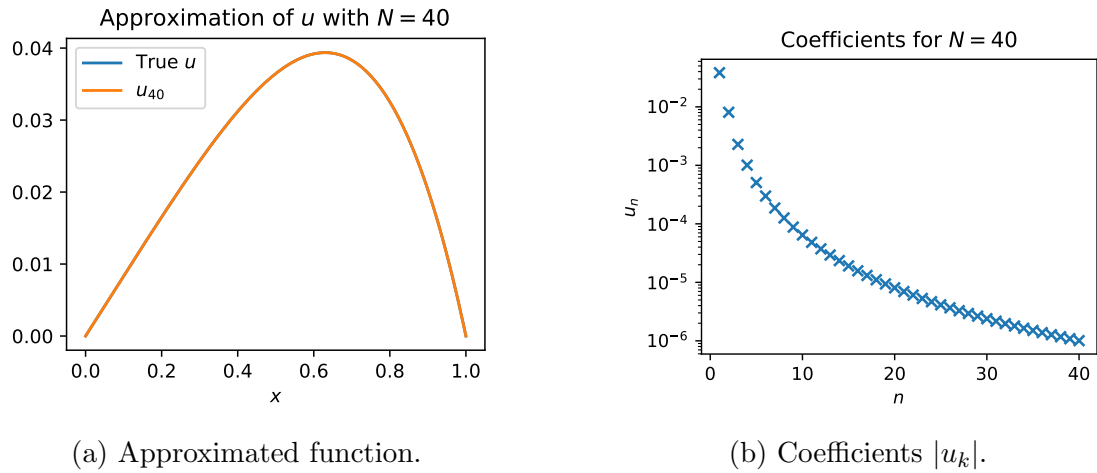 Approximation of u with N = 40
0.04
0.03
0.02
0.01
0.00
True u
u₄₀
0.0 0.2 0.4 0.6 0.8 1.0
x
(a) Approximated function.
Coefficients for N = 40
10⁻²
10⁻³
10⁻⁴
10⁻⁵
10⁻⁶
uₙ
0 10 20 30 40
n
(b) Coefficients |uₖ|.